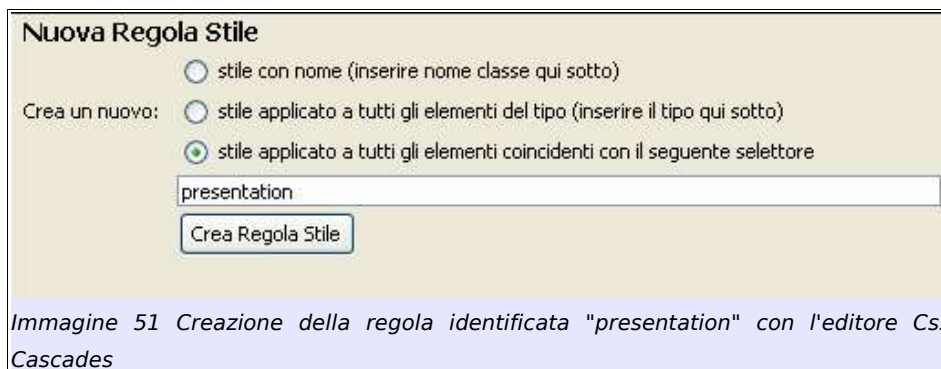 Nuova Regola Stile
stile con nome (inserire nome classe qui sotto)
Crea un nuovo: stile applicato a tutti gli elementi del tipo (inserire il tipo qui sotto)
stile applicato a tutti gli elementi coincidenti con il seguente selettore
presentation
Crea Regola Stile
Immagine 51 Creazione della regola identificata "presentation" con l'editore
Cascades